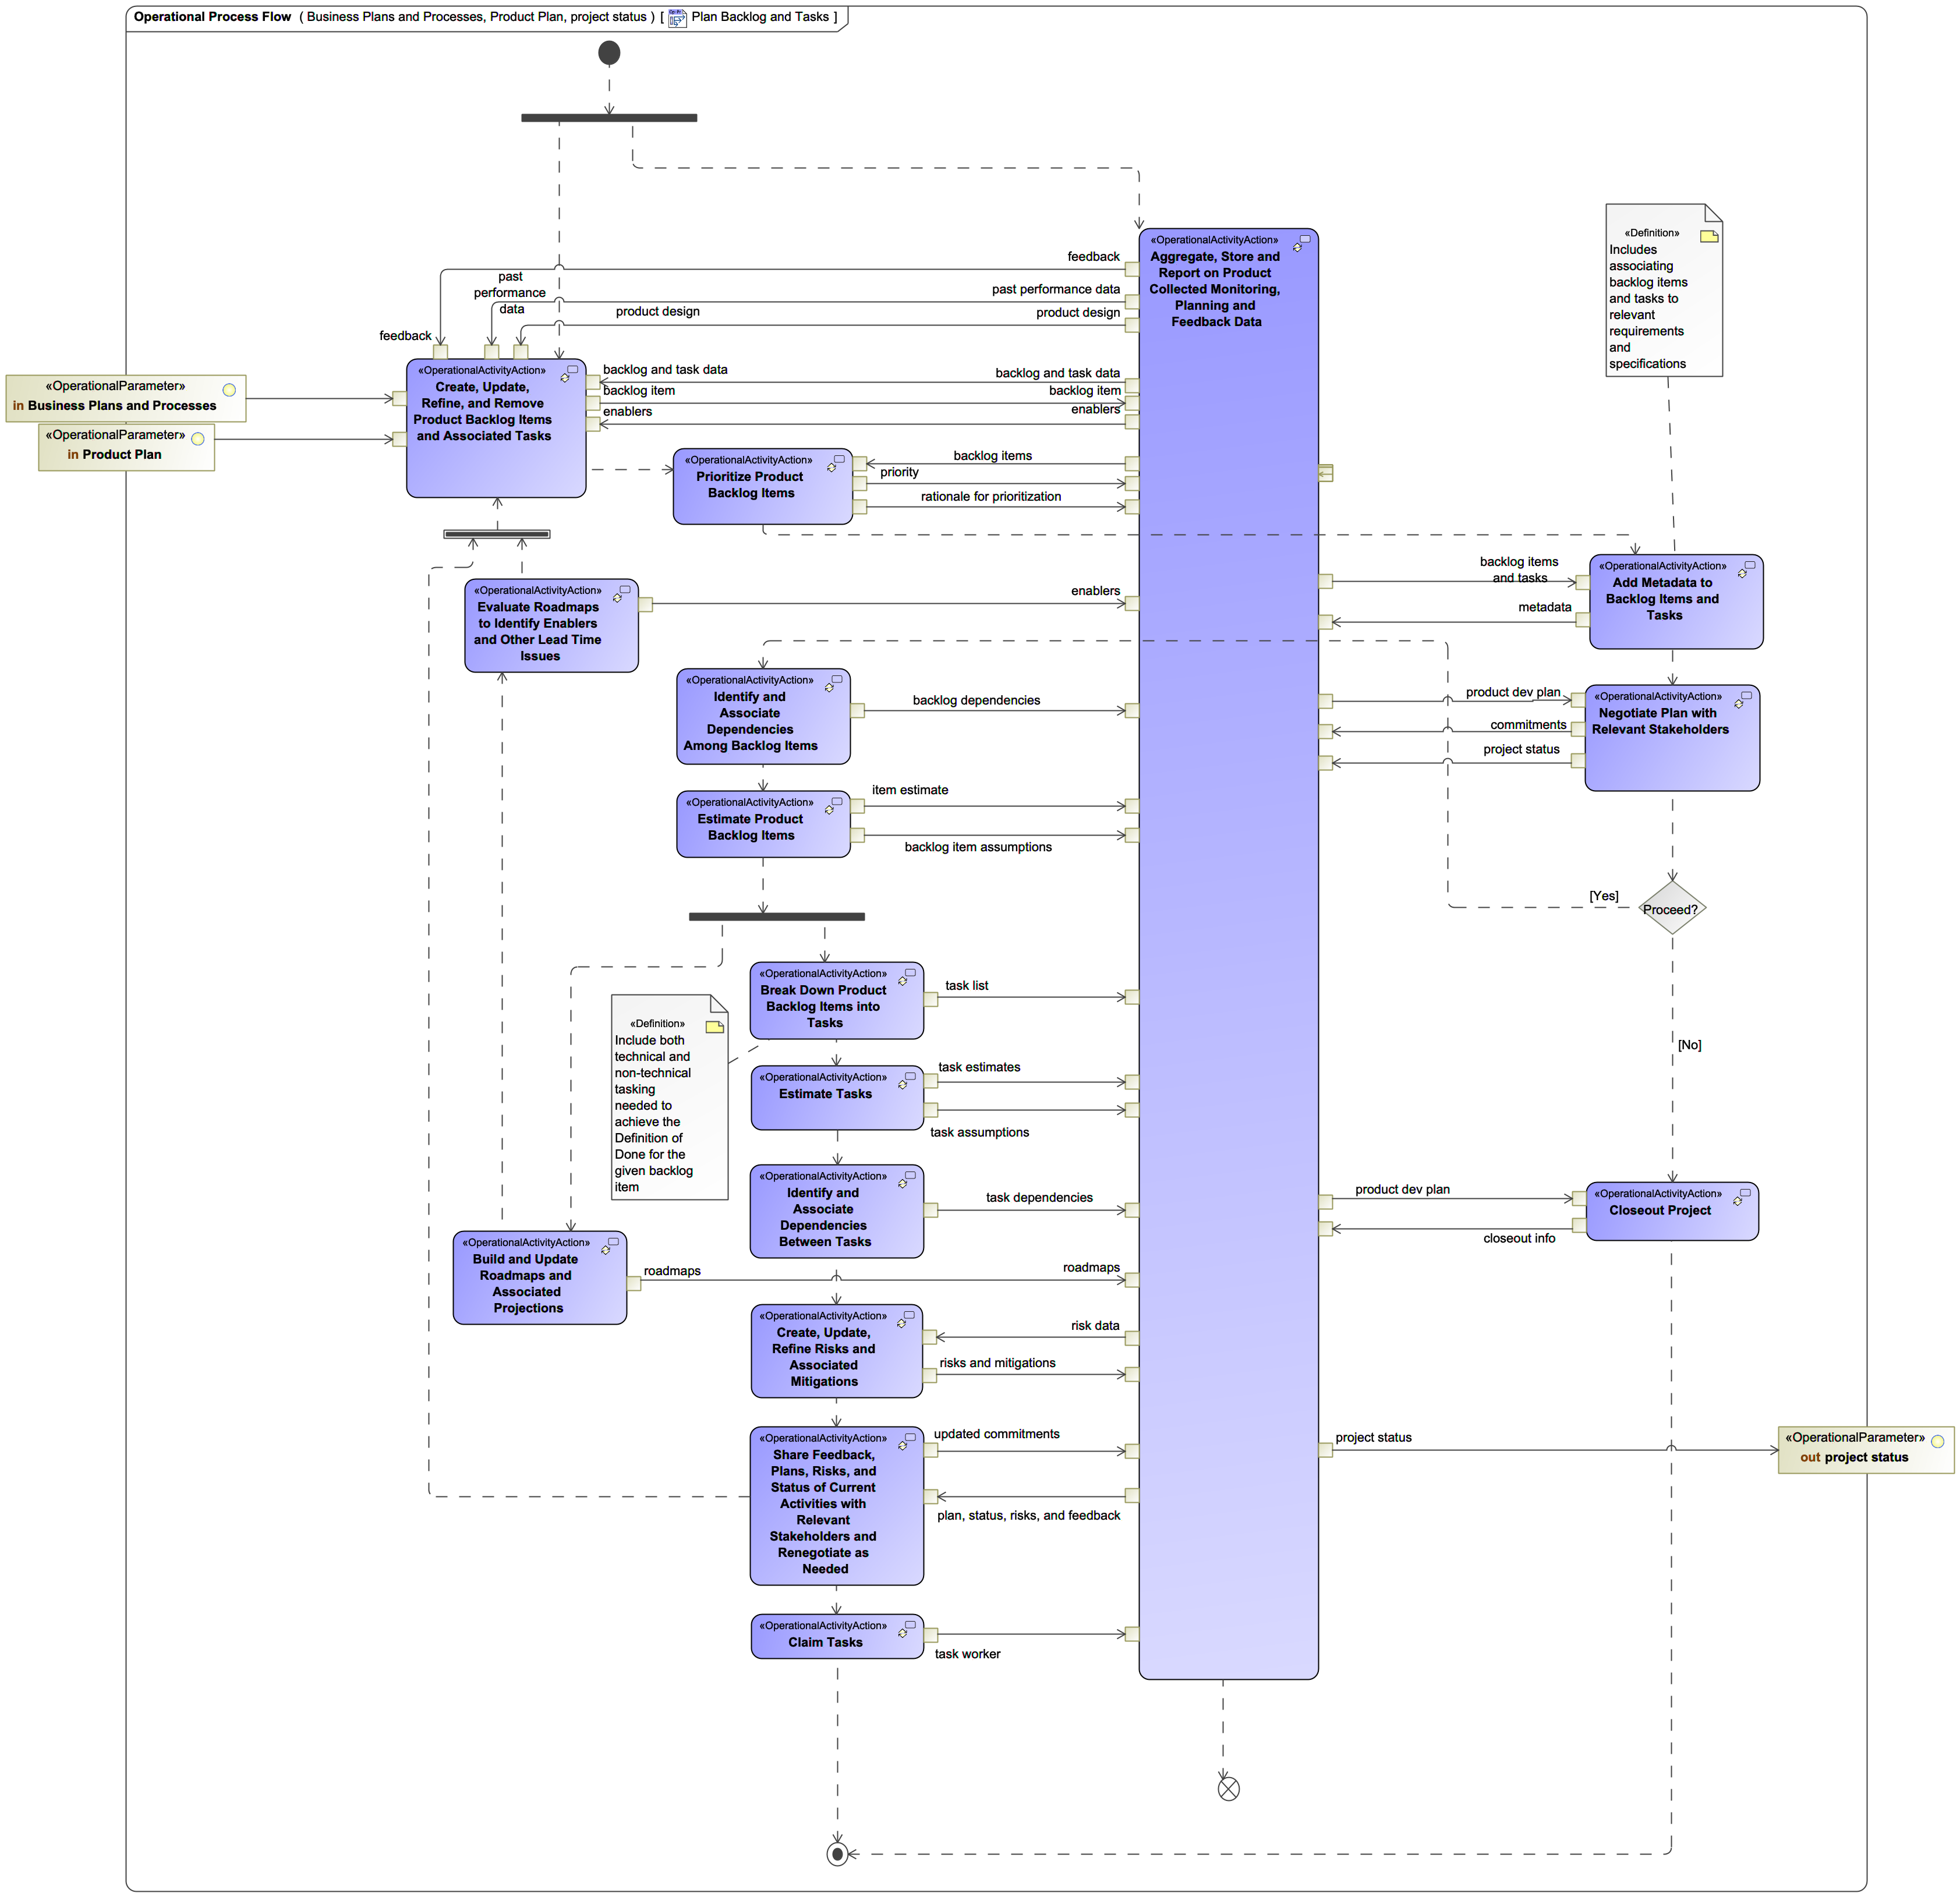 Operational Process Flow ( Business Plans and Processes, Product Plan, project status ) [ Plan Backlog and Tasks ]
«OperationalActivityAction»
Aggregate, Store and
Report on Product
Collected Monitoring,
Planning and
Feedback Data
«Definition»
Includes
associating
backlog items
and tasks to
relevant
requirements
and
specifications
feedback
past
performance
data
past performance data
product design
product design
feedback
«OperationalParameter»
in Business Plans and Processes
«OperationalParameter»
in Product Plan
«OperationalActivityAction»
Create, Update,
Refine, and Remove
Product Backlog Items
and Associated Tasks
backlog and task data
backlog and task data
backlog item
backlog item
enablers
enablers
«OperationalActivityAction»
Prioritize Product
Backlog Items
backlog items
priority
rationale for prioritization
backlog items
and tasks
metadata
«OperationalActivityAction»
Add Metadata to
Backlog Items and
Tasks
«OperationalActivityAction»
Evaluate Roadmaps
to Identify Enablers
and Other Lead Time
Issues
enablers
«OperationalActivityAction»
Identify and
Associate
Dependencies
Among Backlog Items
backlog dependencies
product dev plan
commitments
project status
«OperationalActivityAction»
Negotiate Plan with
Relevant Stakeholders
«OperationalActivityAction»
Estimate Product
Backlog Items
item estimate
backlog item assumptions
[Yes]
Proceed?
[No]
«OperationalActivityAction»
Break Down Product
Backlog Items into
Tasks
task list
«Definition»
Include both
technical and
non-technical
tasking
needed to
achieve the
Definition of
Done for the
given backlog
item
«OperationalActivityAction»
Estimate Tasks
task estimates
task assumptions
«OperationalActivityAction»
Identify and
Associate
Dependencies
Between Tasks
task dependencies
product dev plan
closeout info
«OperationalActivityAction»
Closeout Project
«OperationalActivityAction»
Build and Update
Roadmaps and
Associated
Projections
roadmaps
roadmaps
«OperationalActivityAction»
Create, Update,
Refine Risks and
Associated
Mitigations
risk data
risks and mitigations
«OperationalActivityAction»
Share Feedback,
Plans, Risks, and
Status of Current
Activities with
Relevant
Stakeholders and
Renegotiate as
Needed
updated commitments
plan, status, risks, and feedback
project status
«OperationalParameter»
out project status
«OperationalActivityAction»
Claim Tasks
task worker